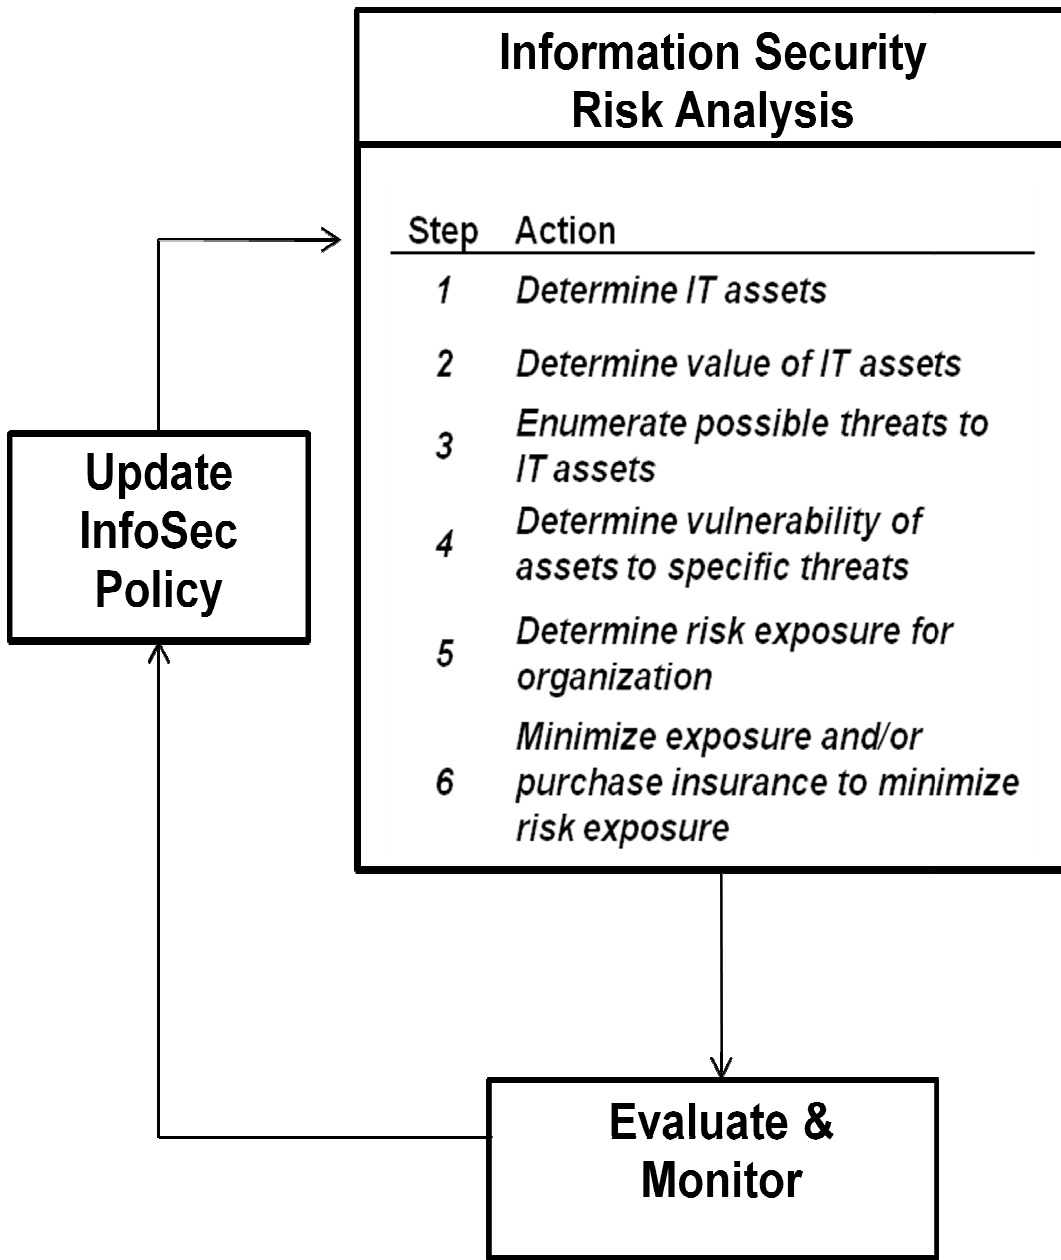 Information Security
Risk Analysis
Step Action
1 Determine IT assets
2 Determine value of IT assets
3 Enumerate possible threats to
IT assets
4 Determine vulnerability of
assets to specific threats
5 Determine risk exposure for
organization
Minimize exposure and/or
6 purchase insurance to minimize
risk exposure
Update
InfoSec
Policy
Evaluate &
Monitor